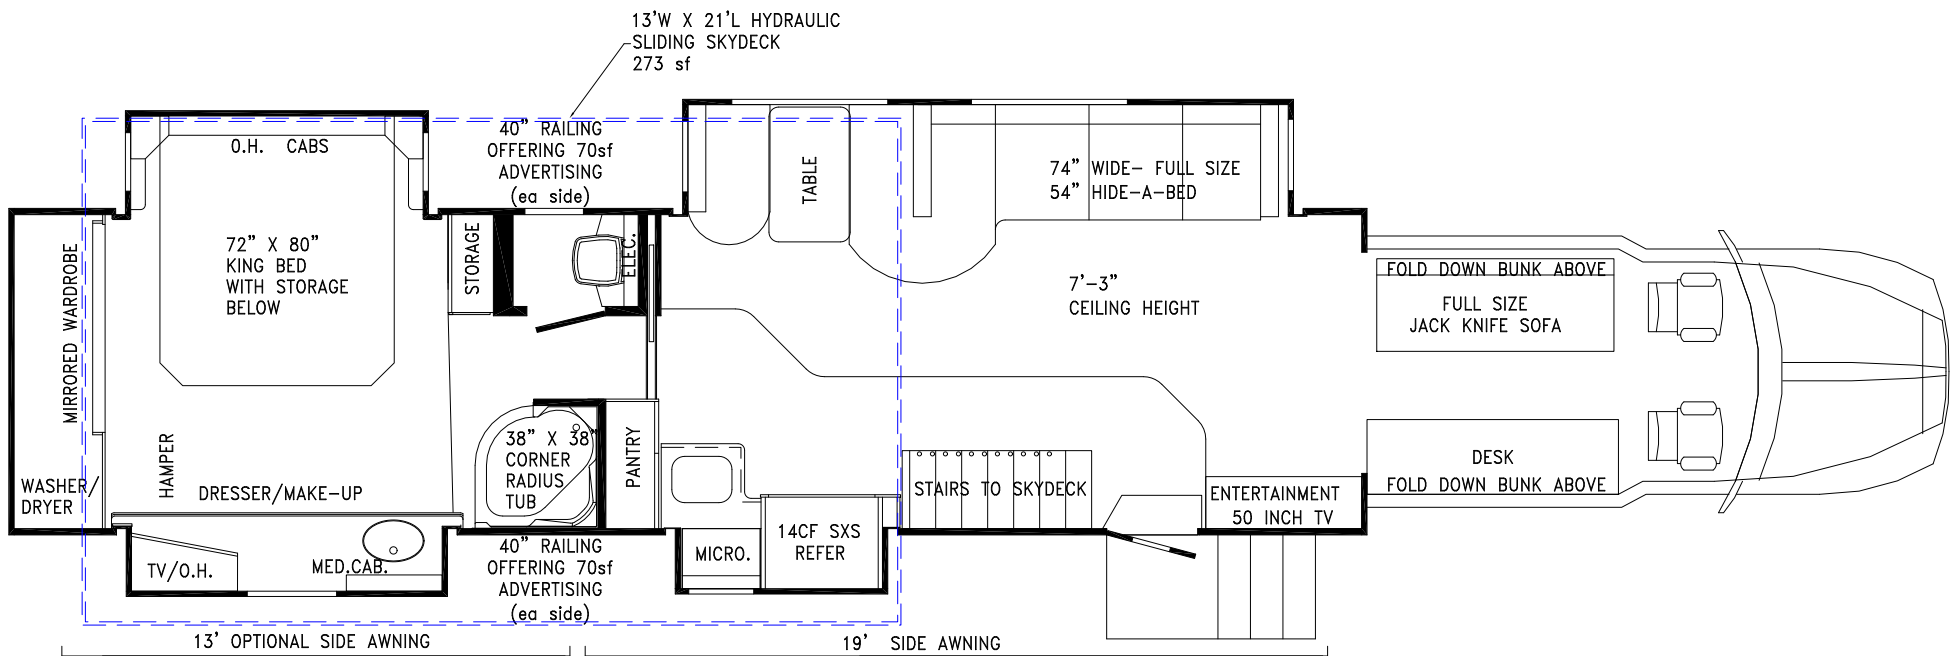 13'W X 21'L HYDRAULIC
SLIDING SKYDECK
273 sf
40" RAILING
OFFERING 70sf
ADVERTISING
(ea side)
O.H. CABS
TABLE
74" WIDE- FULL SIZE
54" HIDE-A-BED
MIRRORED WARDROBE
72" X 80"
KING BED
WITH STORAGE
BELOW
STORAGE
ELEC.
7'-3"
CEILING HEIGHT
FOLD DOWN BUNK ABOVE
FULL SIZE
JACK KNIFE SOFA
WASHER/
DRYER
HAMPER
DRESSER/MAKE-UP
38" X 38"
CORNER
RADIUS
TUB
PANTRY
STAIRS TO SKYDECK
ENTERTAINMENT
50 INCH TV
DESK
FOLD DOWN BUNK ABOVE
TV/O.H.
MED.CAB.
40" RAILING
OFFERING 70sf
ADVERTISING
(ea side)
MICRO.
14CF SXS
REFER
13' OPTIONAL SIDE AWNING
19' SIDE AWNING